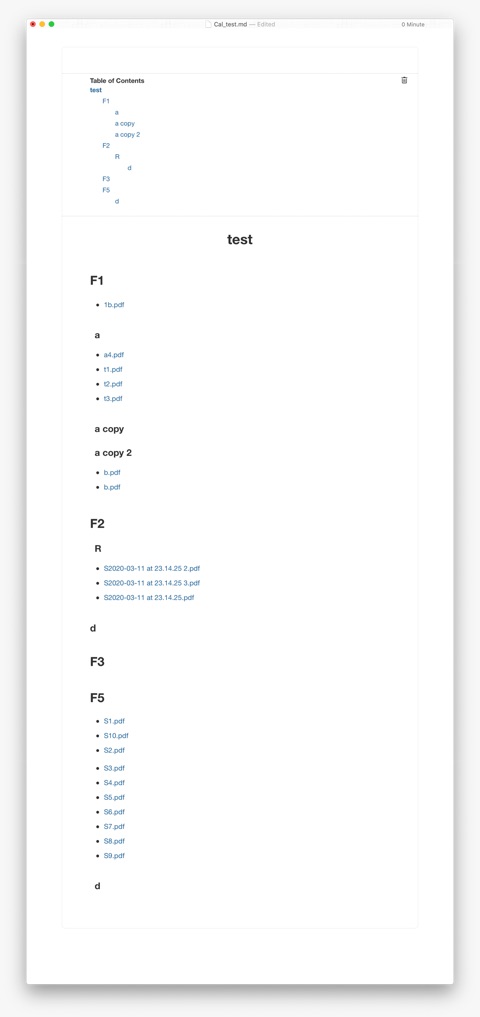 Cal_test.md — Edited
0 Minute
Table of Contents
test
F1
a
a copy
a copy 2
F2
R
d
F3
F5
d
test
F1
1b.pdf
a
a4.pdf
t1.pdf
t2.pdf
t3.pdf
a copy
a copy 2
b.pdf
b.pdf
F2
R
S2020-03-11 at 23.14.25 2.pdf
S2020-03-11 at 23.14.25 3.pdf
S2020-03-11 at 23.14.25.pdf
d
F3
F5
S1.pdf
S10.pdf
S2.pdf
S3.pdf
S4.pdf
S5.pdf
S6.pdf
S7.pdf
S8.pdf
S9.pdf
d